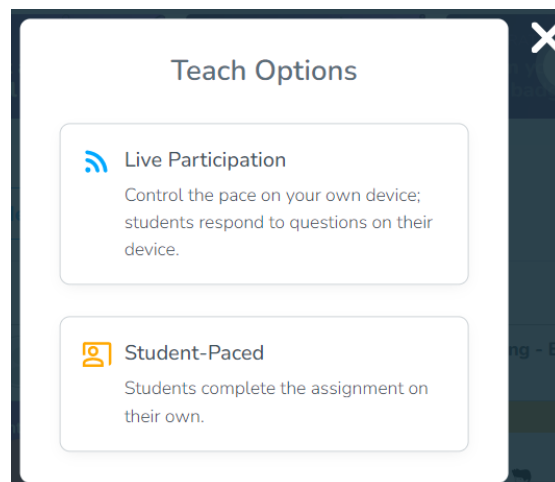 Teach Options
Live Participation
Control the pace on your own device;
students respond to questions on their
device.
Student-Paced
Students complete the assignment on
their own.
ng - E